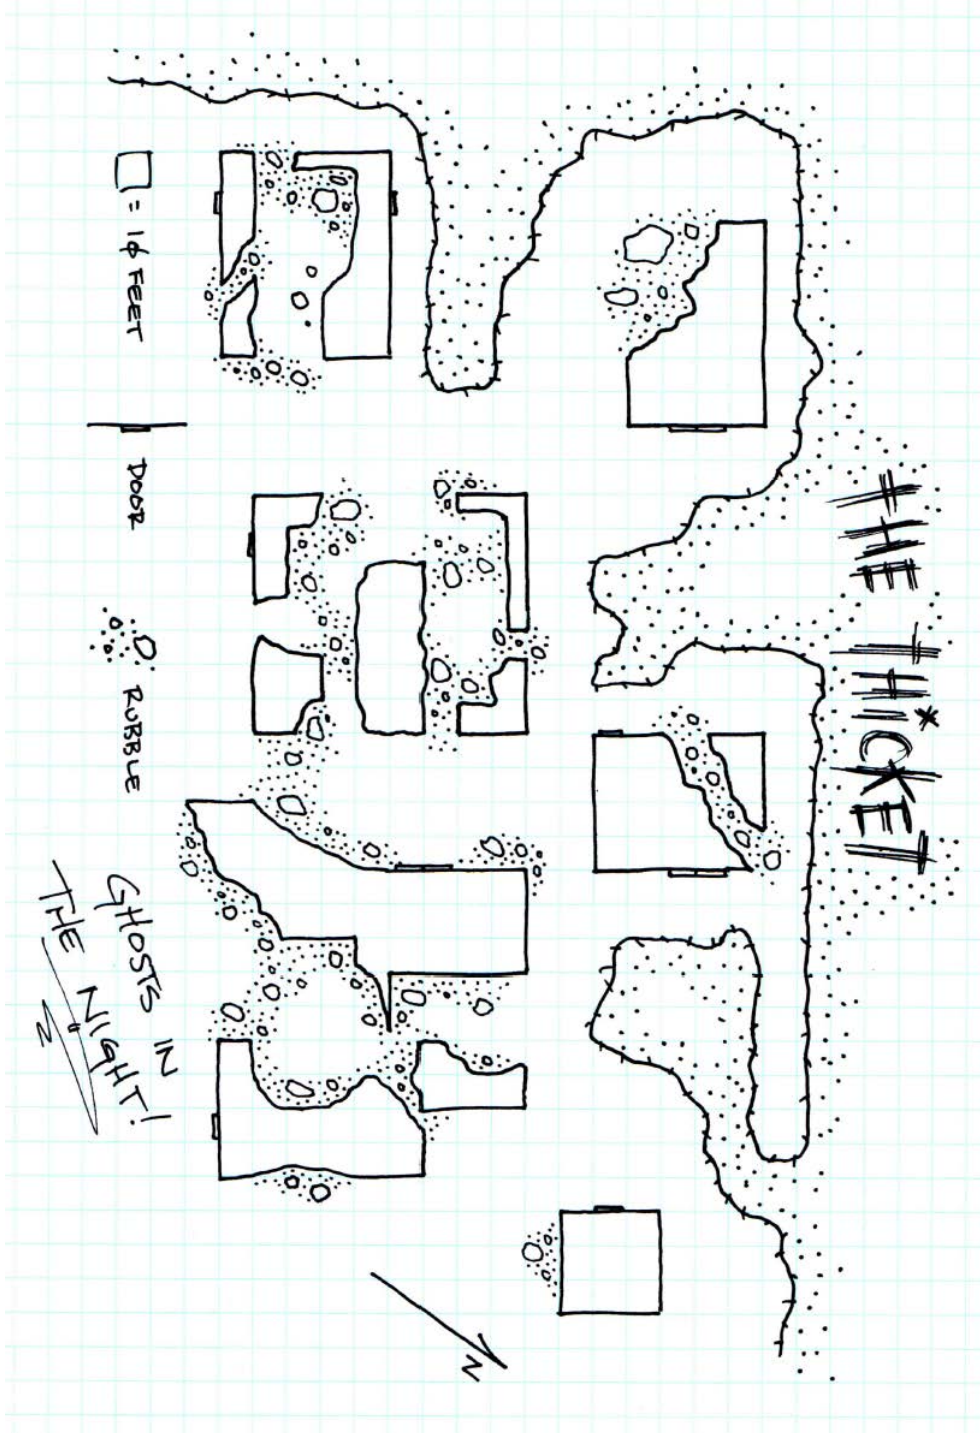 THE THiCKET
N
= 10 FEET
DOOR
RUBBLE
GHOSTS IN
THE NIGHT!